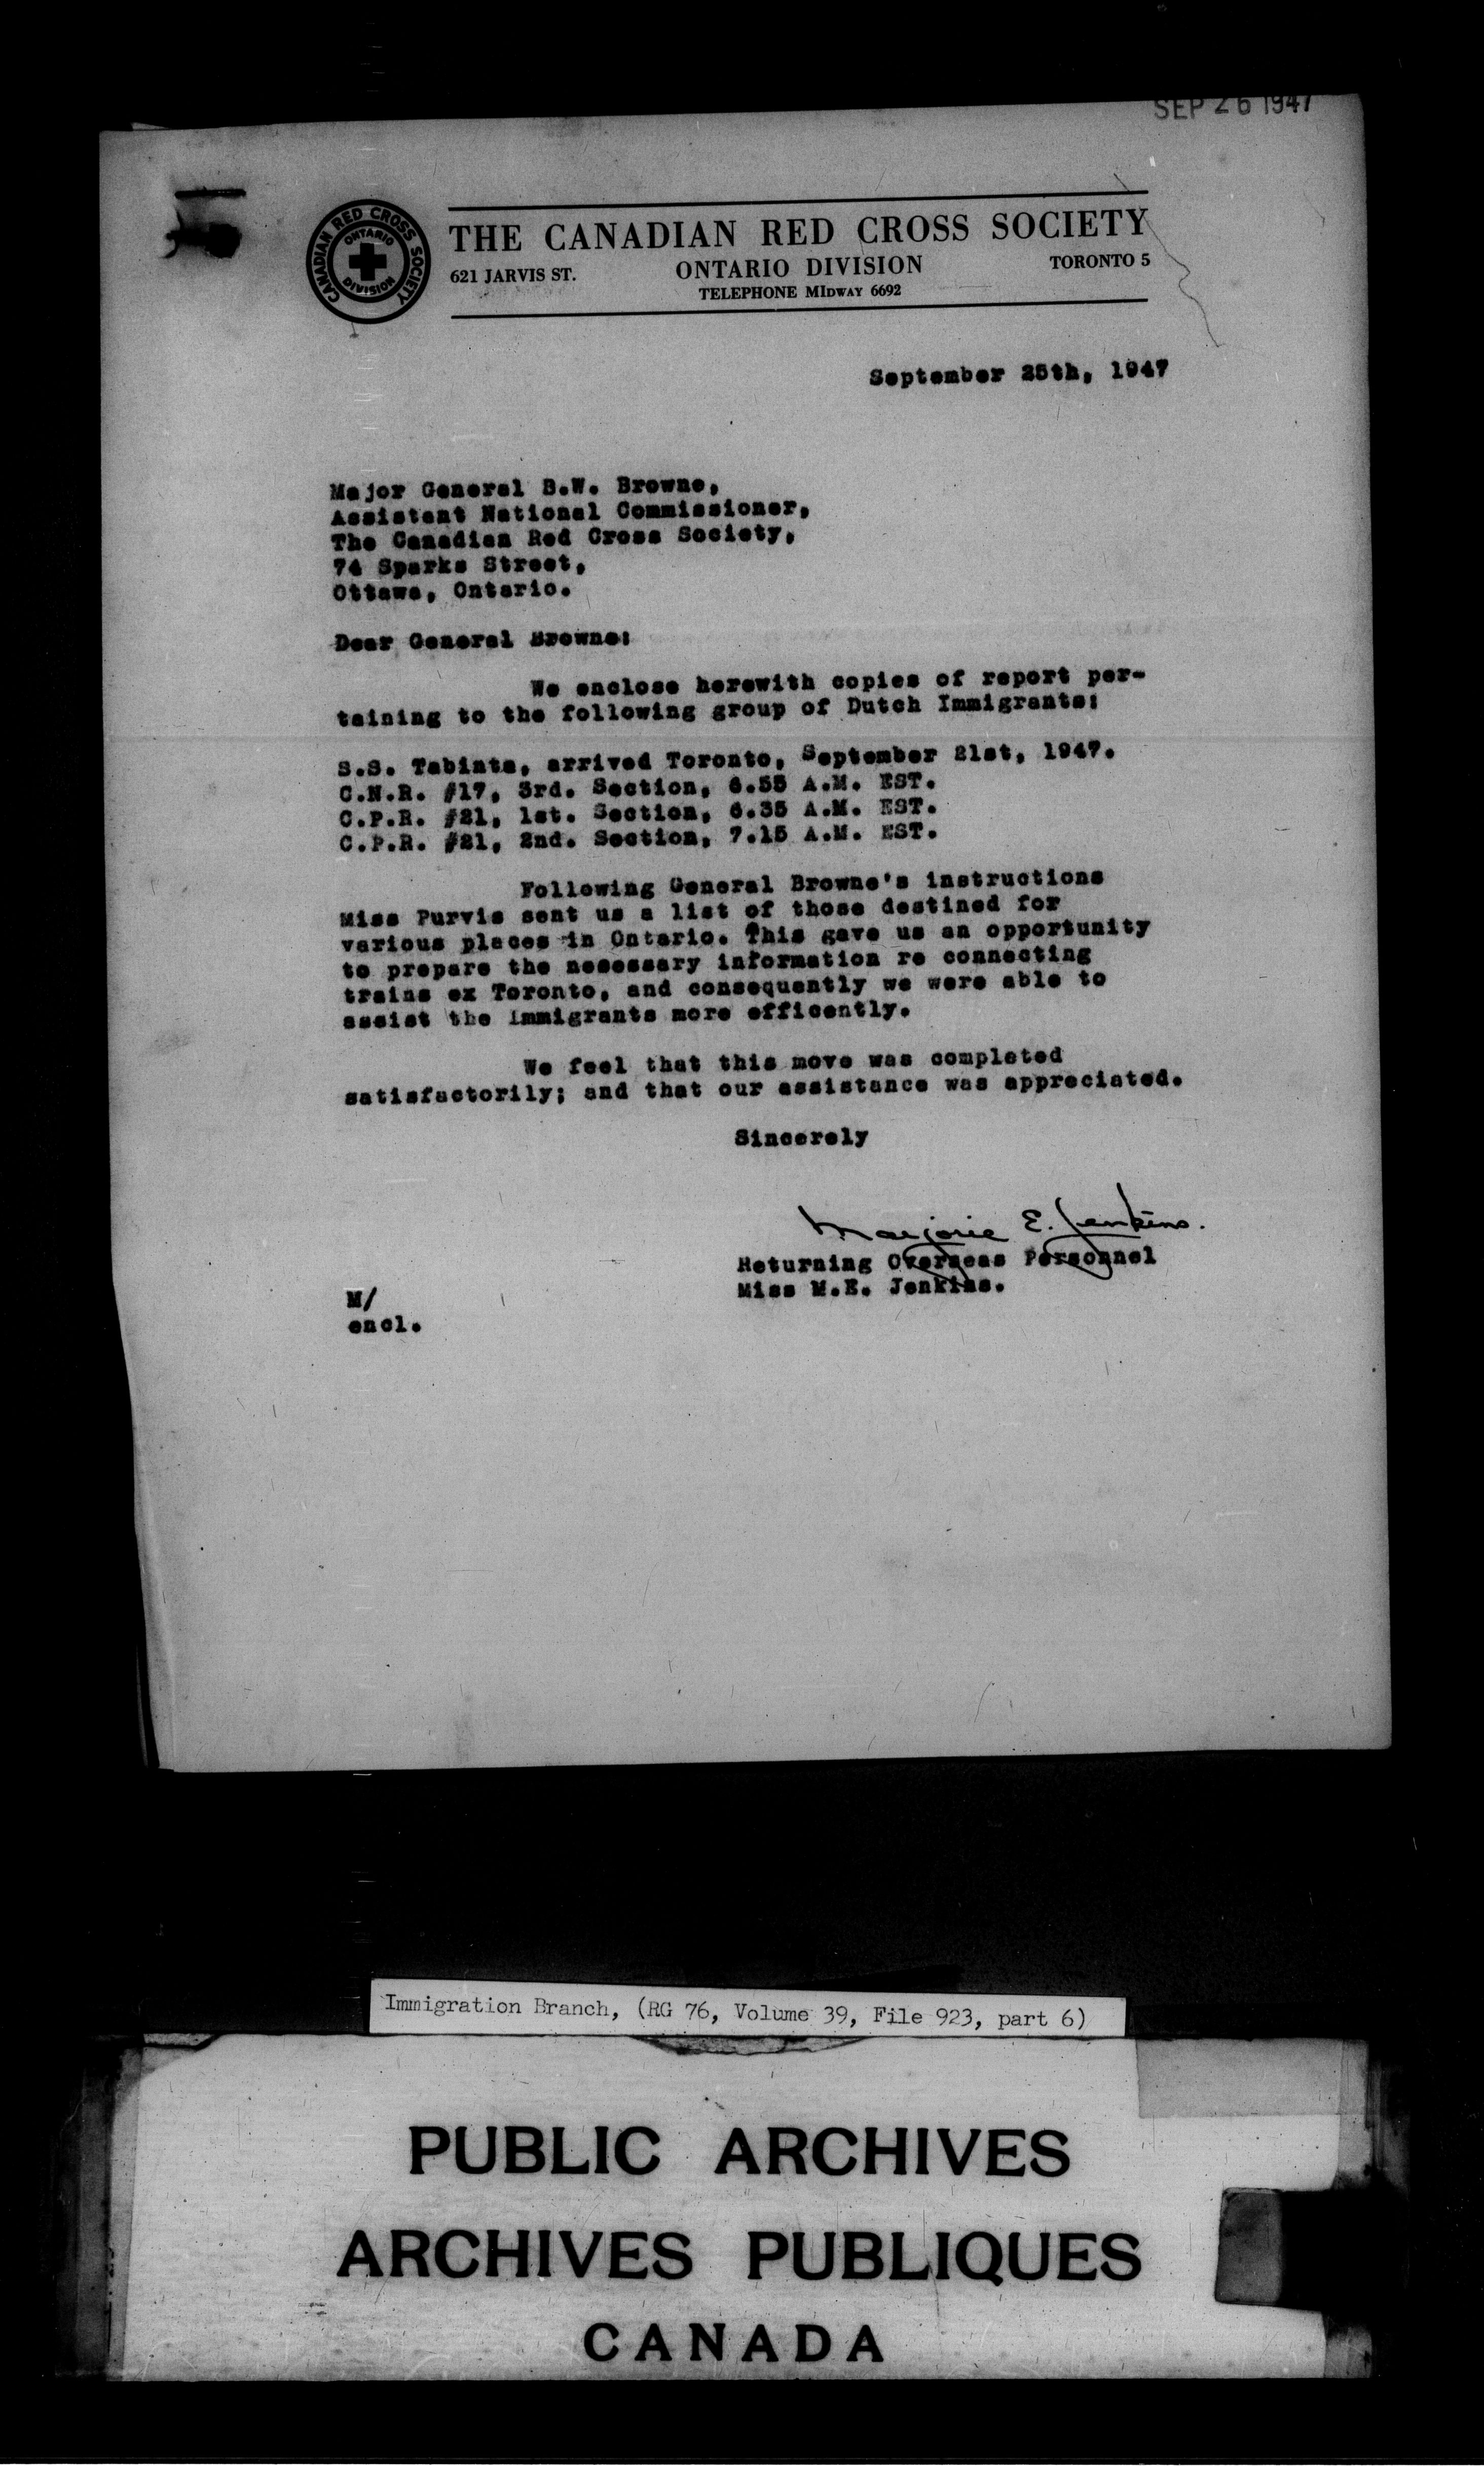 SEP 26 1947
CANADIAN RED CROSS SOCIETY
ONTARIO
DIVISION
THE CANADIAN RED CROSS SOCIETY
621 JARVIS ST. ONTARIO DIVISION TORONTO 5
TELEPHONE MIDWAY 6692
September 25th, 1947
Major General B.W. Browne,
Assistant National Commissioner,
The Canadian Red Cross Society,
74 Sparks Street,
Ottawa, Ontario.
Dear General Browne:
We enclose herewith copies of report per-
taining to the following group of Dutch Immigrants:
S.S. Tabinta, arrived Toronto, September 21st, 1947.
C.N.R. #17, 3rd. Section, 6.55 A.M. EST.
C.P.R. #21, 1st. Section, 6.35 A.M. EST.
C.P.R. #21, 2nd. Section, 7.15 A.M. EST.
Following General Browne's instructions
Miss Purvis sent us a list of those destined for
various places in Ontario. This gave us an opportunity
to prepare the necessary information re connecting
trains ex Toronto, and consequently we were able to
assist the immigrants more efficently.
We feel that this move was completed
satisfactorily; and that our assistance was appreciated.
Sincerely
Marjorie E. Jenkins.
Returning Overseas Personnel
Miss M.E. Jenkins.
M/
encl.
Immigration Branch, (RG 76, Volume 39, File 923, part 6)
PUBLIC ARCHIVES
ARCHIVES PUBLIQUES
CANADA